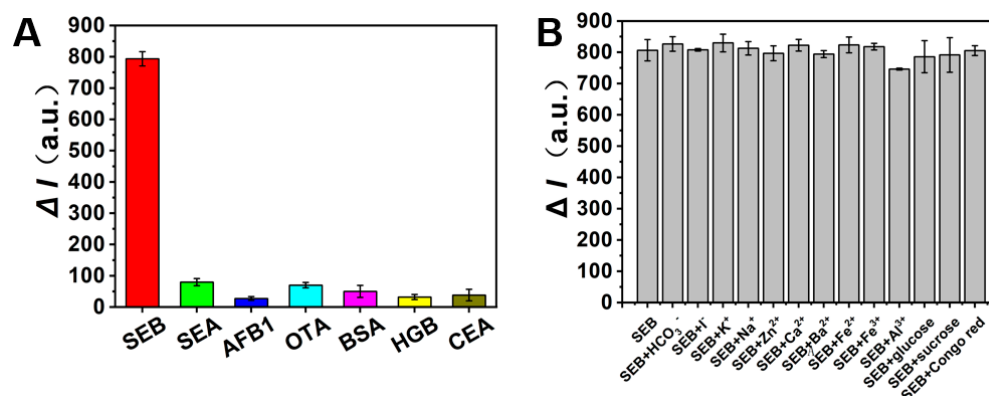 A
Δ I (a.u.)
900
800
700
600
500
400
300
200
100
0
SEB
SEA
AFB1
OTA
BSA
HGB
CEA
B
Δ I (a.u.)
900
800
700
600
500
400
300
200
100
0
SEB
SEB+HCO₃⁻
SEB+I⁻
SEB+K⁺
SEB+Na⁺
SEB+Zn²⁺
SEB+Ca²⁺
SEB+Ba²⁺
SEB+Fe²⁺
SEB+Fe³⁺
SEB+Al³⁺
SEB+glucose
SEB+sucrose
SEB+Congo red